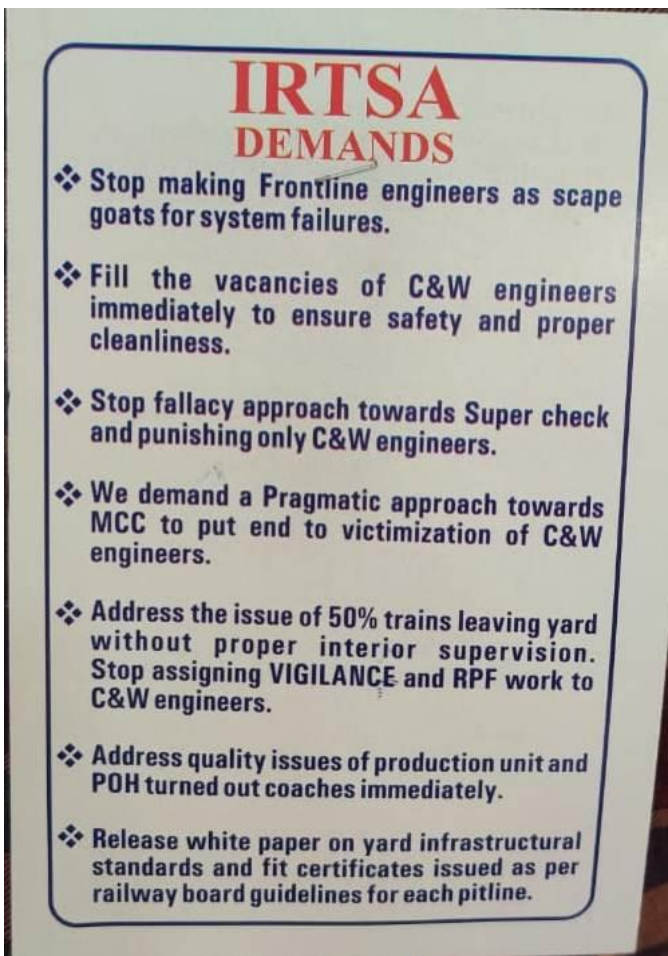 IRTSA
DEMANDS
❖ Stop making Frontline engineers as scape
goats for system failures.
❖ Fill the vacancies of C&W engineers
immediately to ensure safety and proper
cleanliness.
❖ Stop fallacy approach towards Super check
and punishing only C&W engineers.
❖ We demand a Pragmatic approach towards
MCC to put end to victimization of C&W
engineers.
❖ Address the issue of 50% trains leaving yard
without proper interior supervision.
Stop assigning VIGILANCE and RPF work to
C&W engineers.
❖ Address quality issues of production unit and
POH turned out coaches immediately.
❖ Release white paper on yard infrastructural
standards and fit certificates issued as per
railway board guidelines for each pitline.